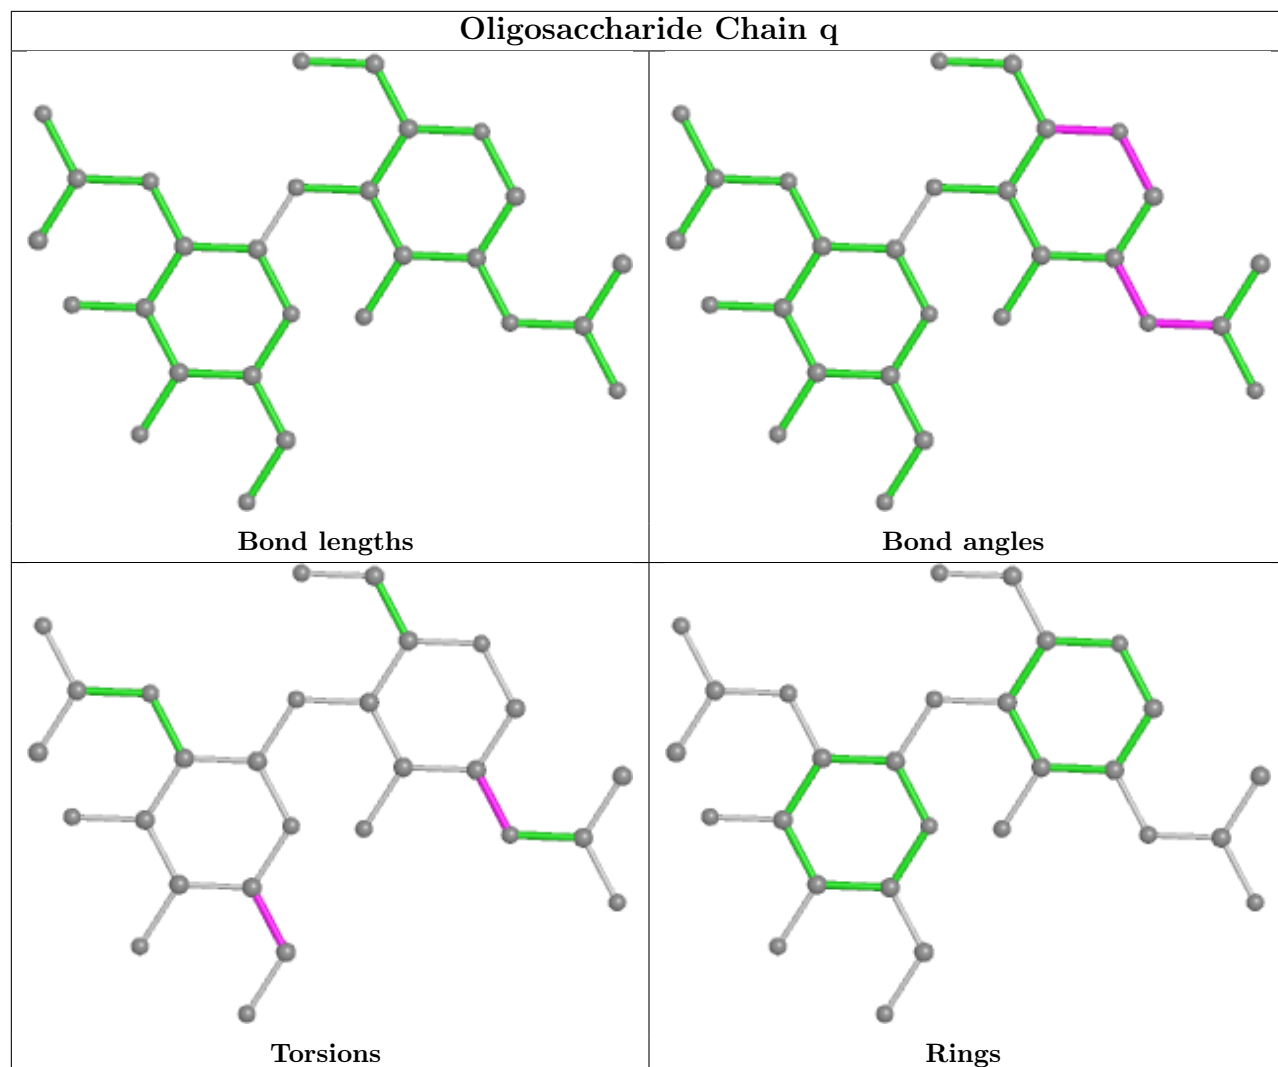 Oligosaccharide Chain q
Bond lengths
Bond angles
Torsions
Rings